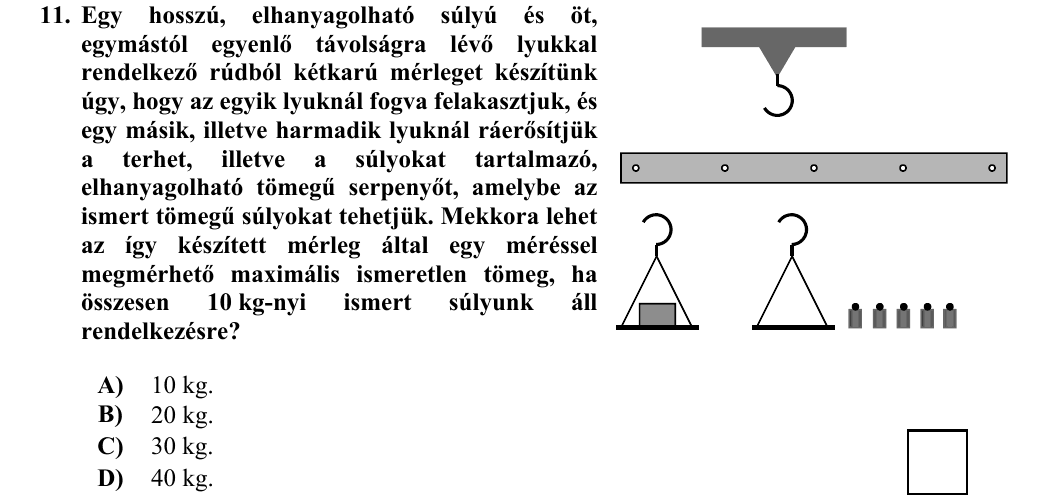 11. Egy hosszú, elhanyagolható súlyú és öt,
egymástól egyenlő távolságra lévő lyukkal
rendelkező rúdból kétkarú mérleget készítünk
úgy, hogy az egyik lyuknál fogva felakasztjuk, és
egy másik, illetve harmadik lyuknál ráerősítjük
a terhet, illetve a súlyokat tartalmazó,
elhanyagolható tömegű serpenyőt, amelybe az
ismert tömegű súlyokat tehetjük. Mekkora lehet
az így készített mérleg által egy méréssel
megmérhető maximális ismeretlen tömeg, ha
összesen 10 kg-nyi ismert súlyunk áll
rendelkezésre?
A) 10 kg.
B) 20 kg.
C) 30 kg.
D) 40 kg.